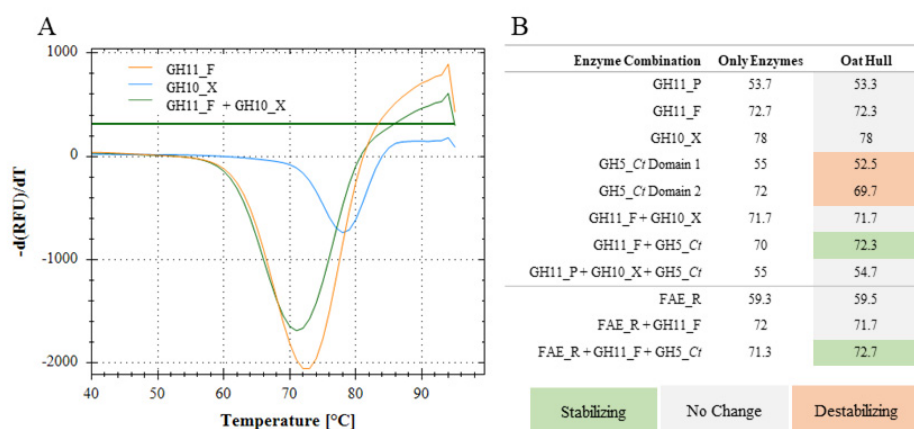 A
-d(RFU)/dT
1000
0
-1000
-2000
GH11_F
GH10_X
GH11_F + GH10_X
40 50 60 70 80 90
Temperature [°C]
B
Enzyme Combination Only Enzymes Oat Hull
GH11_P 53.7 53.3
GH11_F 72.7 72.3
GH10_X 78 78
GH5_Ct Domain 1 55 52.5
GH5_Ct Domain 2 72 69.7
GH11_F + GH10_X 71.7 71.7
GH11_F + GH5_Ct 70 72.3
GH11_P + GH10_X + GH5_Ct 55 54.7
FAE_R 59.3 59.5
FAE_R + GH11_F 72 71.7
FAE_R + GH11_F + GH5_Ct 71.3 72.7
Stabilizing No Change Destabilizing